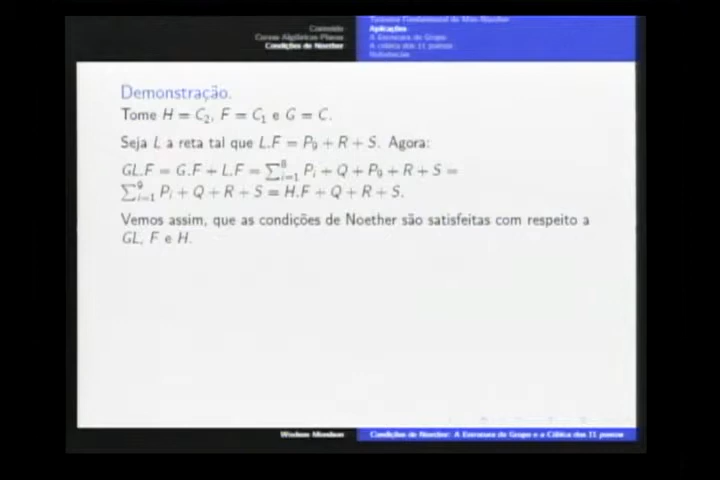 Teorema Fundamental de Max-Noether
Conteúdo
Aplicações
Curvas Algébricas Planas
A Estrutura de Grupo
Condições de Noether
A cúbica dos 11 pontos
Referências
Demonstração.
Tome H = C₂, F = C₁ e G = C.
Seja L a reta tal que L.F = P₉ + R + S. Agora:
GL.F = G.F + L.F = ∑⁸ᵢ₌₁ Pᵢ + Q + P₉ + R + S =
∑⁹ᵢ₌₁ Pᵢ + Q + R + S = H.F + Q + R + S.
Vemos assim, que as condições de Noether são satisfeitas com respeito a
GL, F e H.
Condições de Noether: A Estrutura de Grupo e a Cúbica dos 11 pontos